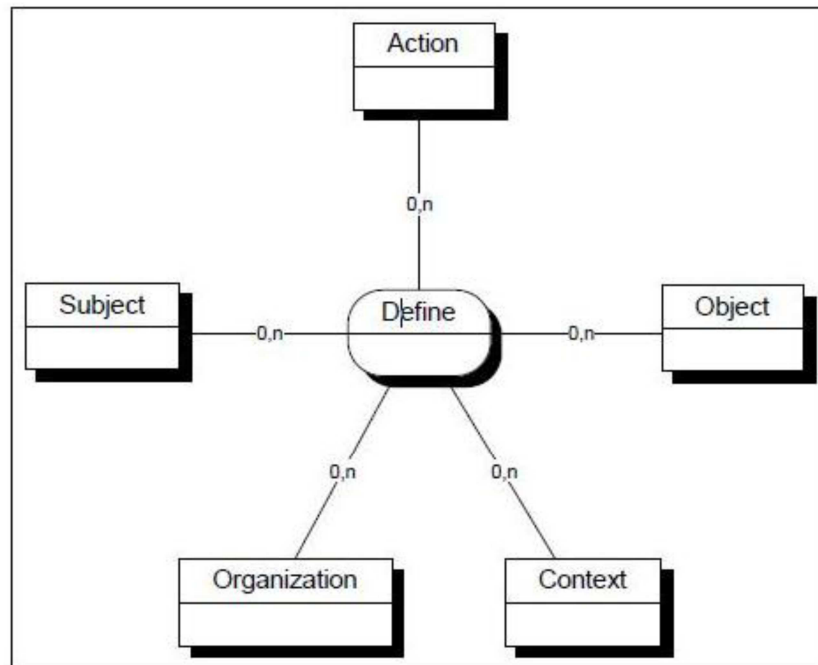 Action
0,n
Subject
0,n
Define
0,n
Object
0,n
0,n
Organization
Context